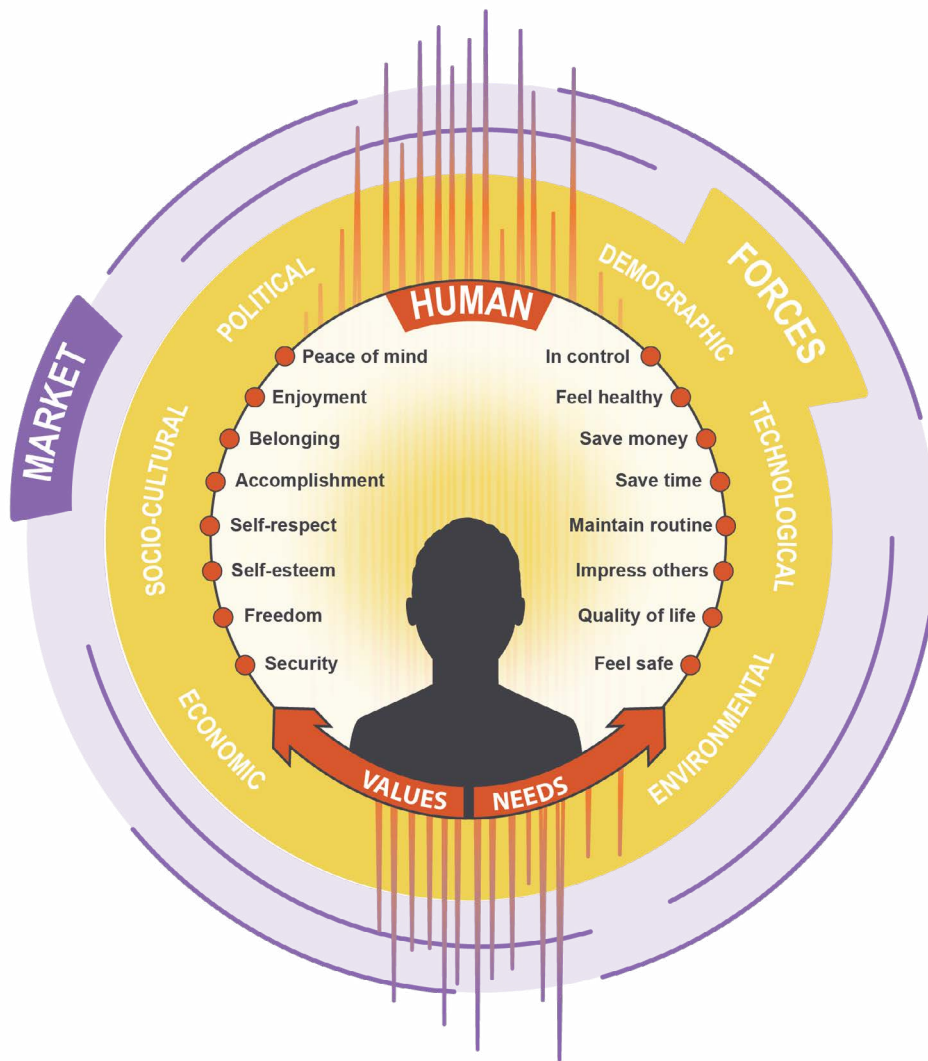 MARKET
FORCES
POLITICAL
DEMOGRAPHIC
SOCIO-CULTURAL
TECHNOLOGICAL
ECONOMIC
ENVIRONMENTAL
HUMAN
Peace of mind
Enjoyment
Belonging
Accomplishment
Self-respect
Self-esteem
Freedom
Security
In control
Feel healthy
Save money
Save time
Maintain routine
Impress others
Quality of life
Feel safe
VALUES
NEEDS